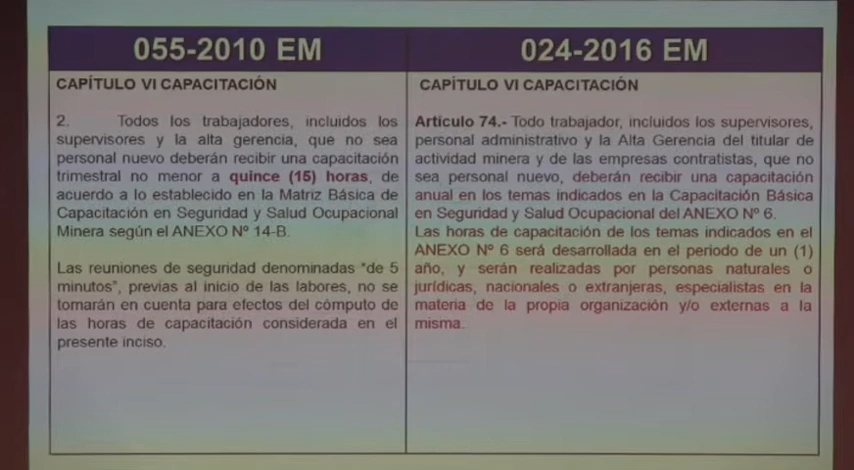 055-2010 EM
CAPÍTULO VI CAPACITACIÓN
2. Todos los trabajadores, incluidos los
supervisores y la alta gerencia, que no sea
personal nuevo deberán recibir una capacitación
trimestral no menor a quince (15) horas, de
acuerdo a lo establecido en la Matriz Básica de
Capacitación en Seguridad y Salud Ocupacional
Minera según el ANEXO Nº 14-B.
Las reuniones de seguridad denominadas "de 5
minutos", previas al inicio de las labores, no se
tomarán en cuenta para efectos del cómputo de
las horas de capacitación considerada en el
presente inciso.
024-2016 EM
CAPÍTULO VI CAPACITACIÓN
Artículo 74.- Todo trabajador, incluidos los supervisores,
personal administrativo y la Alta Gerencia del titular de
actividad minera y de las empresas contratistas, que no
sea personal nuevo, deberán recibir una capacitación
anual en los temas indicados en la Capacitación Básica
en Seguridad y Salud Ocupacional del ANEXO Nº 6.
Las horas de capacitación de los temas indicados en el
ANEXO Nº 6 será desarrollada en el periodo de un (1)
año, y serán realizadas por personas naturales o
jurídicas, nacionales o extranjeras, especialistas en la
materia de la propia organización y/o externas a la
misma.